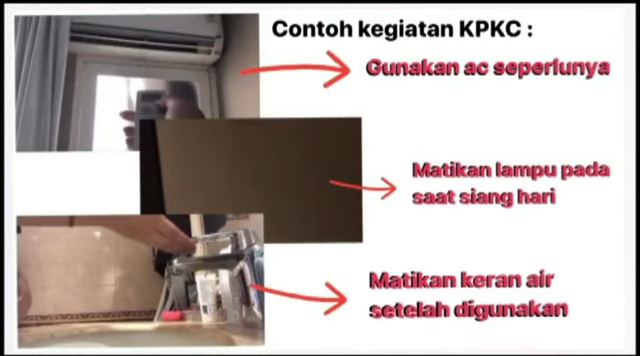 Contoh kegiatan KPKC :
Gunakan ac seperlunya
Matikan lampu pada
saat siang hari
Matikan keran air
setelah digunakan